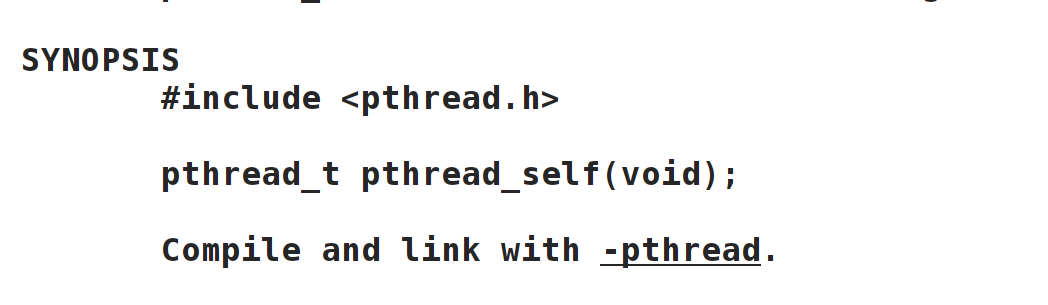 SYNOPSIS
#include <pthread.h>
pthread_t pthread_self(void);
Compile and link with -pthread.